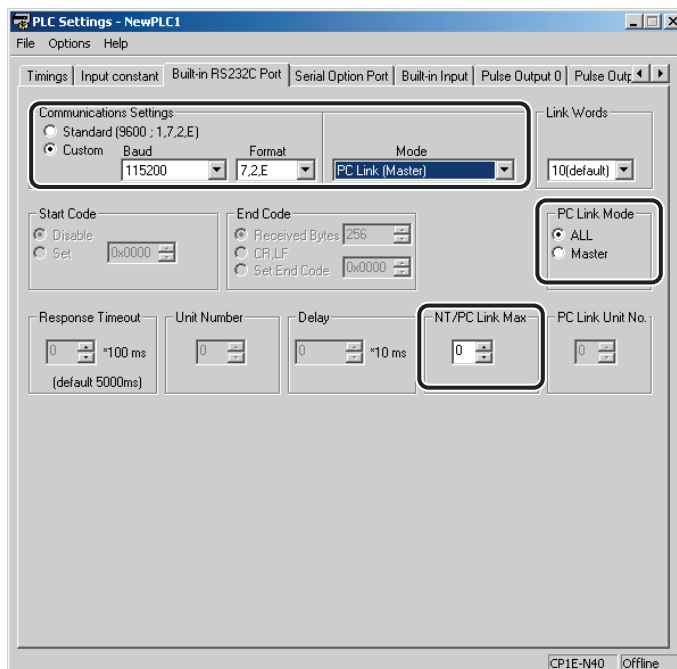 PLC Settings - NewPLC1
File Options Help
Timings Input constant Built-in RS232C Port Serial Option Port Built-in Input Pulse Output 0 Pulse Outp
Communications Settings
Standard (9600 ; 1,7,2,E)
Custom Baud Format Mode
115200 7,2,E PC Link (Master)
Link Words
10(default)
Start Code
Disable
Set 0x0000
End Code
Received Bytes 256
CR,LF
Set End Code 0x0000
PC Link Mode
ALL
Master
Response Timeout
0 *100 ms
(default 5000ms)
Unit Number
0
Delay
0 *10 ms
NT/PC Link Max
0
PC Link Unit No.
0
CP1E-N40 Offline